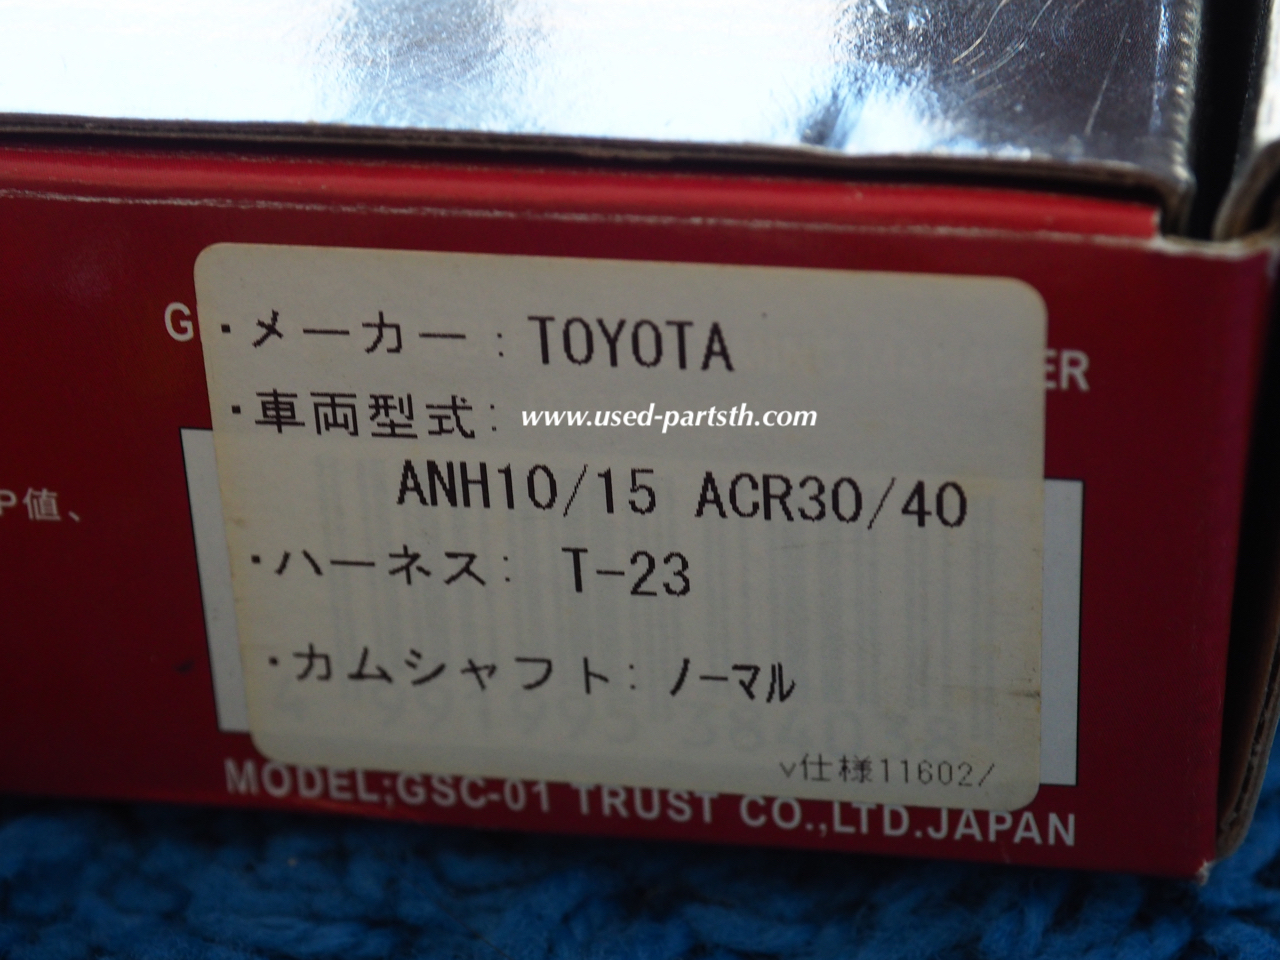 ・メーカー：TOYOTA
・車両型式：
www.used-partsth.com
ANH10/15 ACR30/40
P値、
・ハーネス： T-23
・カムシャフト：ノーマル
v仕様11602/
MODEL;GSC-01 TRUST CO.,LTD.JAPAN